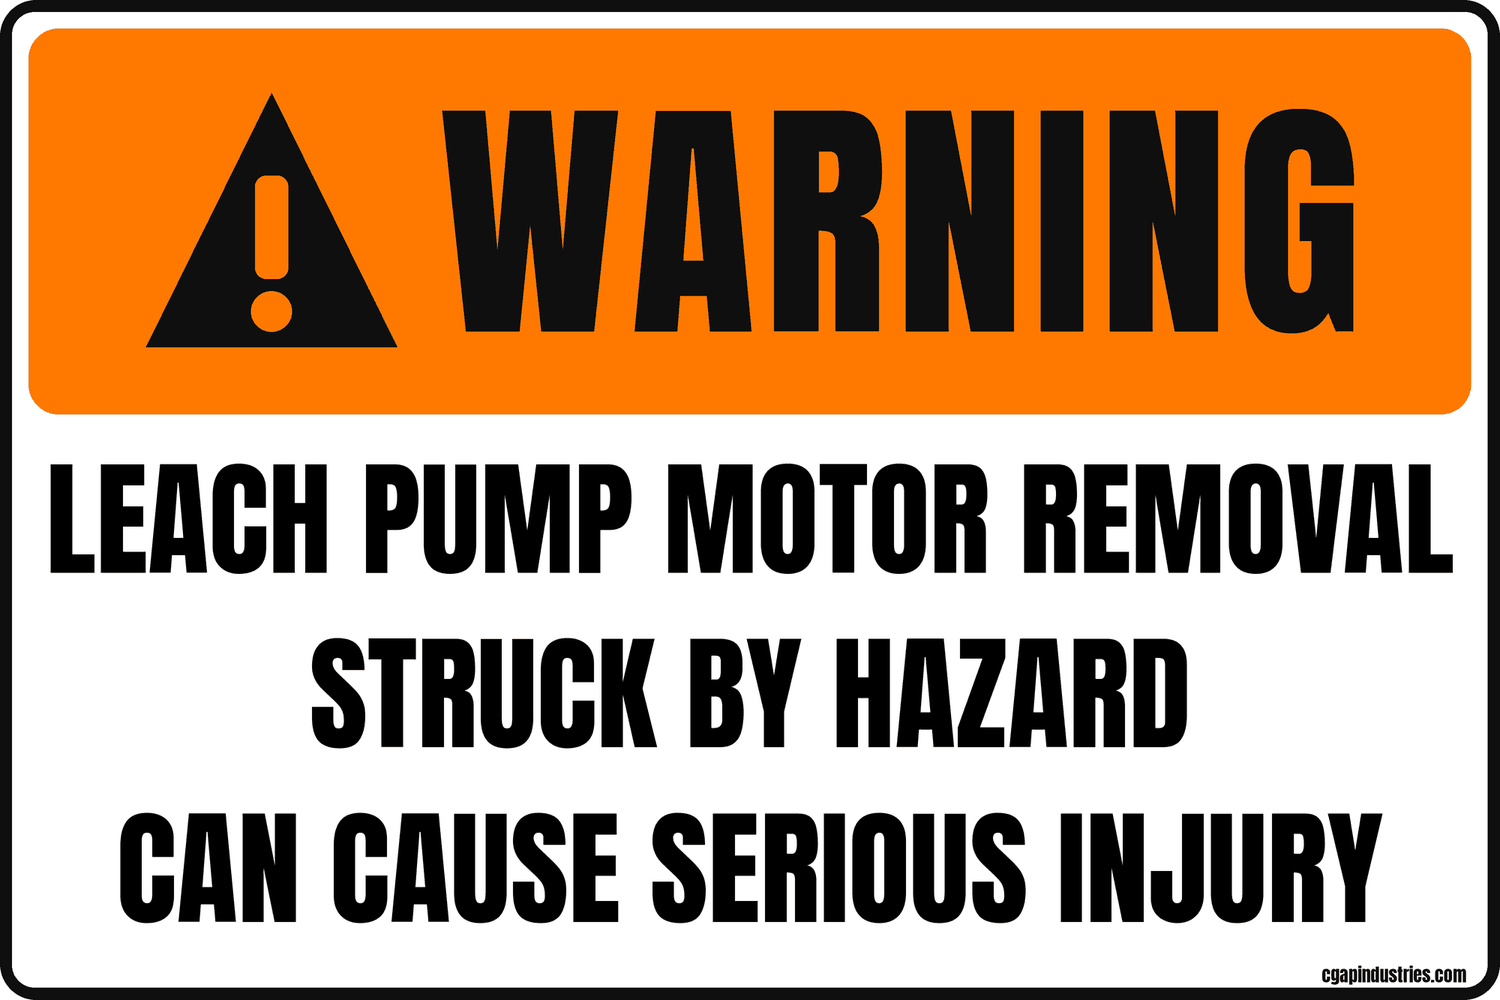 WARNING
LEACH PUMP MOTOR REMOVAL
STRUCK BY HAZARD
CAN CAUSE SERIOUS INJURY
cgapindustries.com